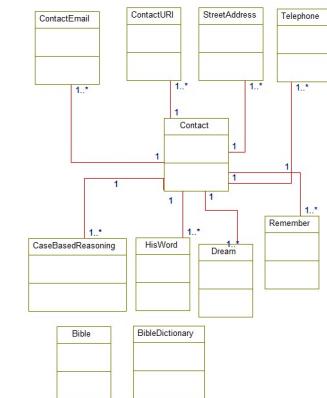 ContactEmail
ContactURI
StreetAddress
Telephone
1..*
1..*
1..*
1..*
1
Contact
1
1
1
1
1
1
1
1..*
1..*
1..*
1..*
CaseBasedReasoning
HisWord
Dream
Remember
Bible
BibleDictionary